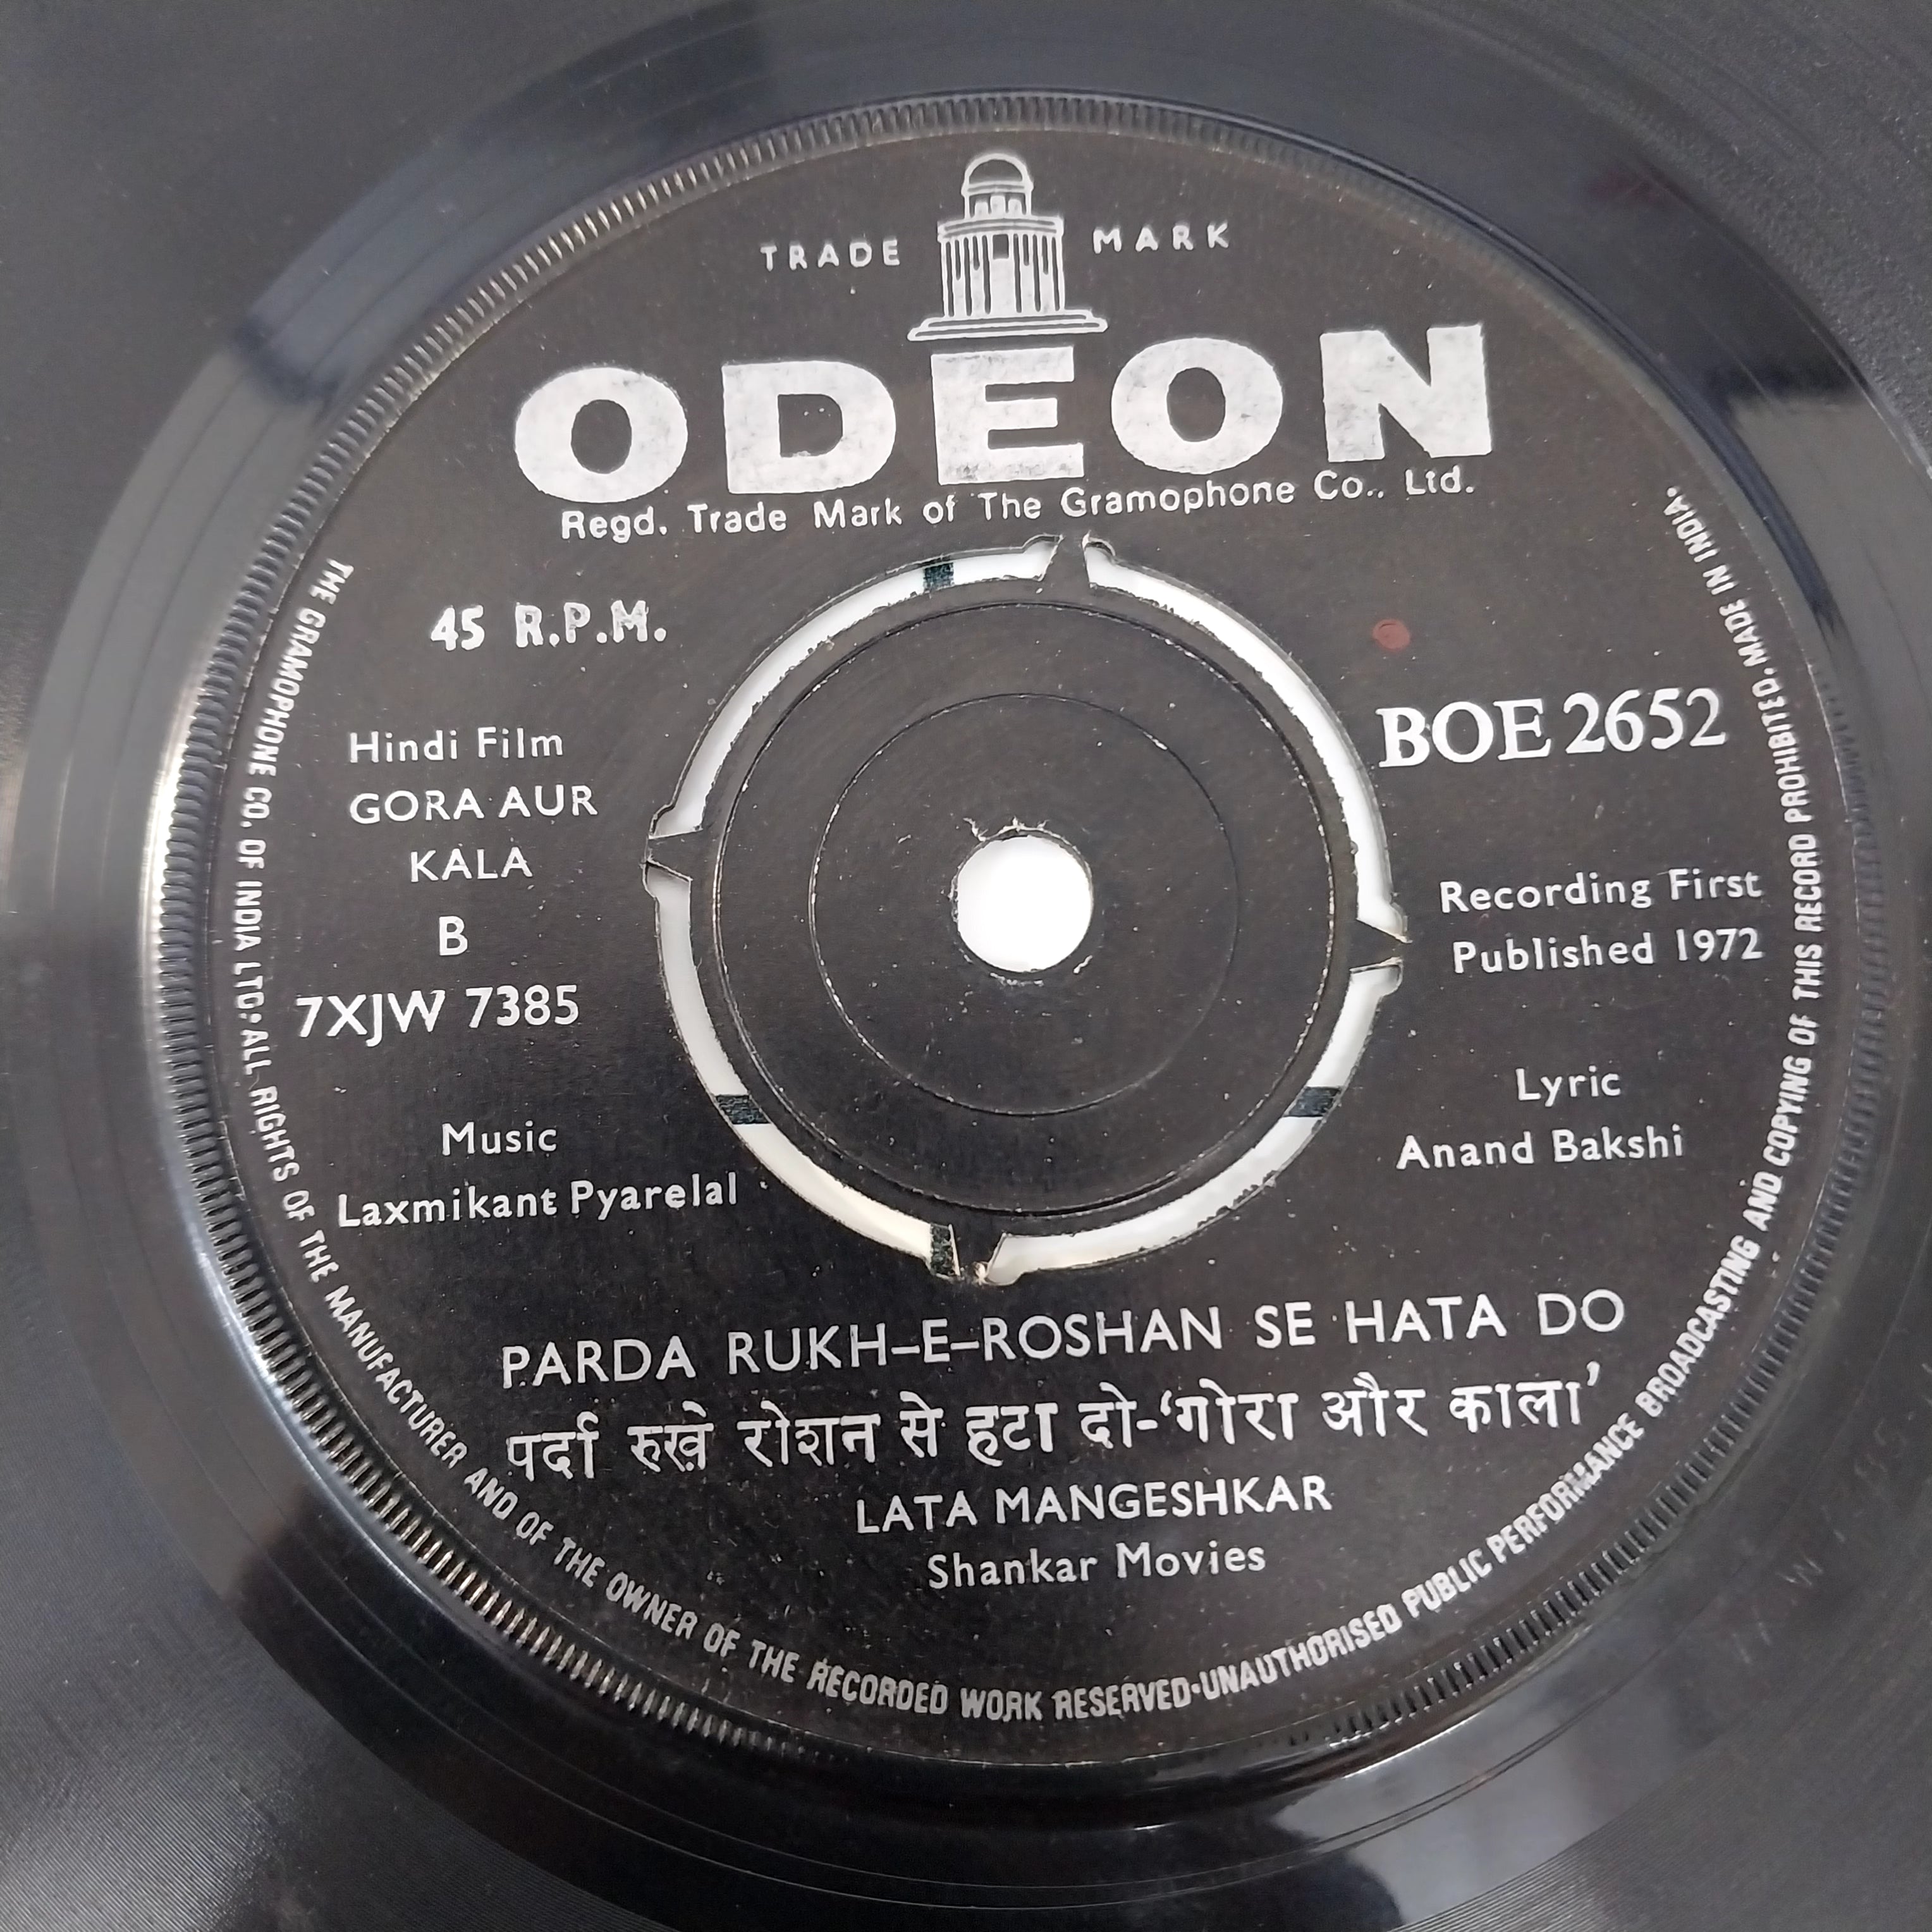 TRADE MARK
ODEON
Regd. Trade Mark of The Gramophone Co., Ltd.
45 R.P.M.
BOE 2652
Hindi Film
GORA AUR
KALA
B
7XJW 7385
Recording First
Published 1972
Music
Laxmikant Pyarelal
Lyric
Anand Bakshi
PARDA RUKH-E-ROSHAN SE HATA DO
पर्दा रुख़े रोशन से हटा दो-‘गोरा और काला’
LATA MANGESHKAR
Shankar Movies
THE GRAMOPHONE CO. OF INDIA LTD. ALL RIGHTS OF THE MANUFACTURER AND OF THE OWNER OF THE RECORDED WORK RESERVED·UNAUTHORISED PUBLIC PERFORMANCE BROADCASTING AND COPYING OF THIS RECORD PROHIBITED. MADE IN INDIA.